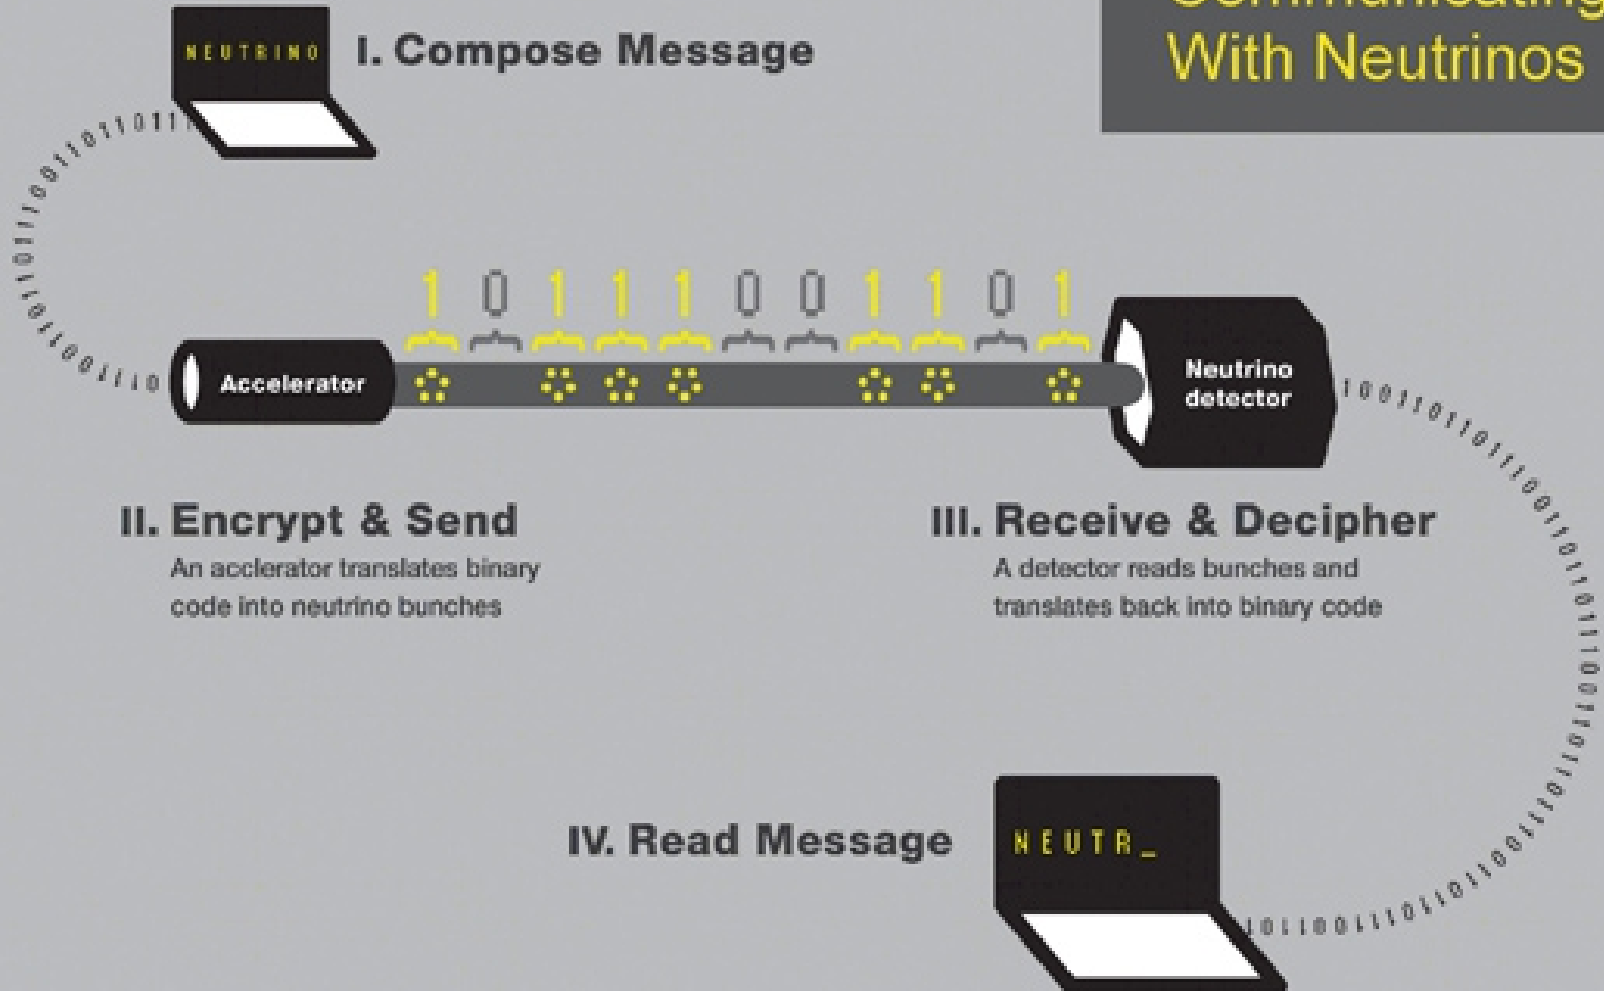 Communicating
With Neutrinos
NEUTRINO
I. Compose Message
1 0 1 1 1 0 0 1 1 0 1
Accelerator
Neutrino
detector
II. Encrypt & Send
An acclerator translates binary
code into neutrino bunches
III. Receive & Decipher
A detector reads bunches and
translates back into binary code
IV. Read Message
NEUTR_